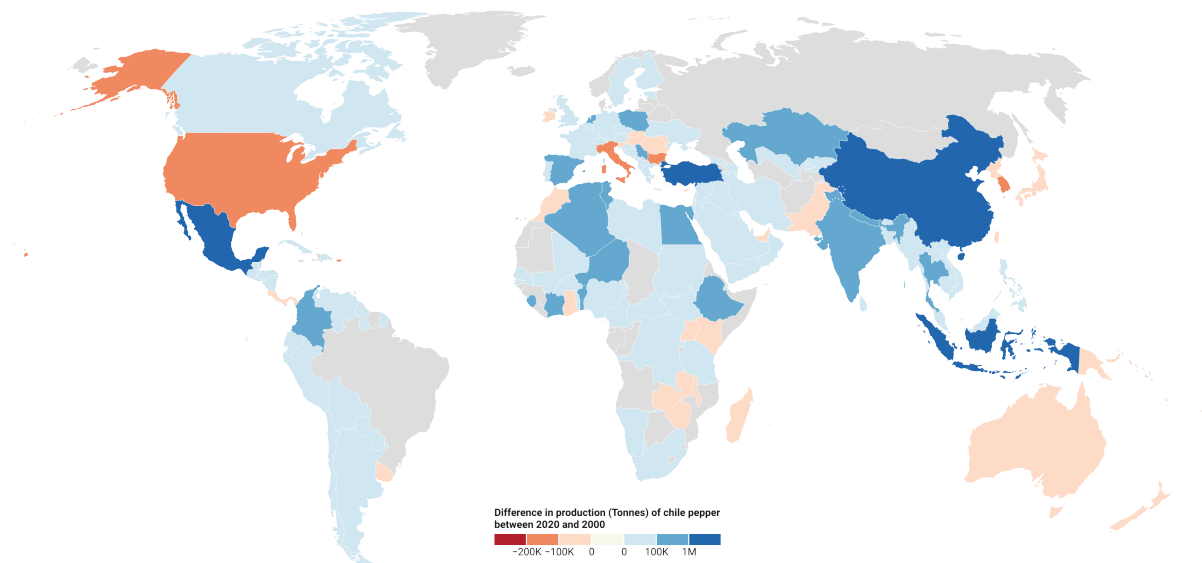 Difference in production (Tonnes) of chile pepper
between 2020 and 2000
−200K −100K 0 0 100K 1M